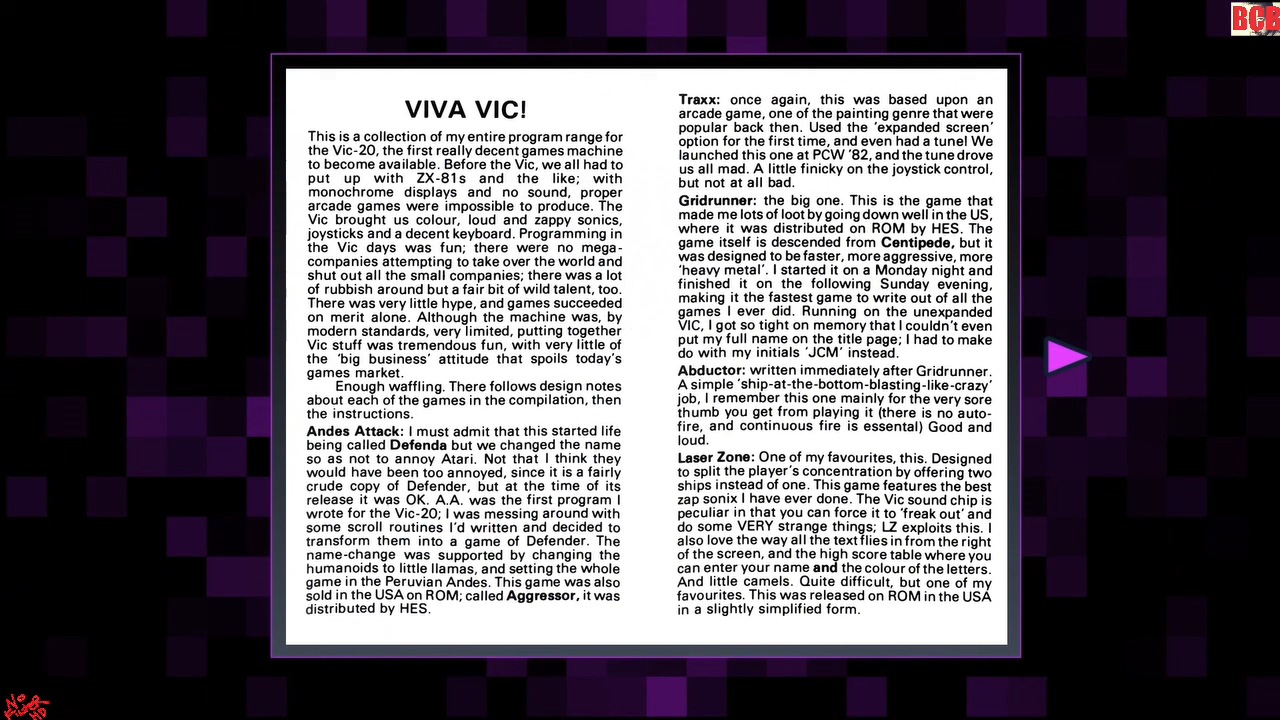 BCB
VIVA VIC!
This is a collection of my entire program range for
the Vic-20, the first really decent games machine
to become available. Before the Vic, we all had to
put up with ZX-81s and the like; with
monochrome displays and no sound, proper
arcade games were impossible to produce. The
Vic brought us colour, loud and zappy sonics,
joysticks and a decent keyboard. Programming in
the Vic days was fun; there were no mega-
companies attempting to take over the world and
shut out all the small companies; there was a lot
of rubbish around but a fair bit of wild talent, too.
There was very little hype, and games succeeded
on merit alone. Although the machine was, by
modern standards, very limited, putting together
Vic stuff was tremendous fun, with very little of
the 'big business' attitude that spoils today's
games market.
Enough waffling. There follows design notes
about each of the games in the compilation, then
the instructions.
Andes Attack: I must admit that this started life
being called Defenda but we changed the name
so as not to annoy Atari. Not that I think they
would have been too annoyed, since it is a fairly
crude copy of Defender, but at the time of its
release it was OK. A.A. was the first program I
wrote for the Vic-20; I was messing around with
some scroll routines I'd written and decided to
transform them into a game of Defender. The
name-change was supported by changing the
humanoids to little llamas, and setting the whole
game in the Peruvian Andes. This game was also
sold in the USA on ROM; called Aggressor, it was
distributed by HES.
Traxx: once again, this was based upon an
arcade game, one of the painting genre that were
popular back then. Used the 'expanded screen'
option for the first time, and even had a tune! We
launched this one at PCW '82, and the tune drove
us all mad. A little finicky on the joystick control,
but not at all bad.
Gridrunner: the big one. This is the game that
made me lots of loot by going down well in the US,
where it was distributed on ROM by HES. The
game itself is descended from Centipede, but it
was designed to be faster, more aggressive, more
'heavy metal'. I started it on a Monday night and
finished it on the following Sunday evening,
making it the fastest game to write out of all the
games I ever did. Running on the unexpanded
VIC, I got so tight on memory that I couldn't even
put my full name on the title page; I had to make
do with my initials 'JCM' instead.
Abductor: written immediately after Gridrunner.
A simple 'ship-at-the-bottom-blasting-like-crazy'
job, I remember this one mainly for the very sore
thumb you get from playing it (there is no auto-
fire, and continuous fire is essental) Good and
loud.
Laser Zone: One of my favourites, this. Designed
to split the player's concentration by offering two
ships instead of one. This game features the best
zap sonix I have ever done. The Vic sound chip is
peculiar in that you can force it to 'freak out' and
do some VERY strange things; LZ exploits this. I
also love the way all the text flies in from the right
of the screen, and the high score table where you
can enter your name and the colour of the letters.
And little camels. Quite difficult, but one of my
favourites. This was released on ROM in the USA
in a slightly simplified form.